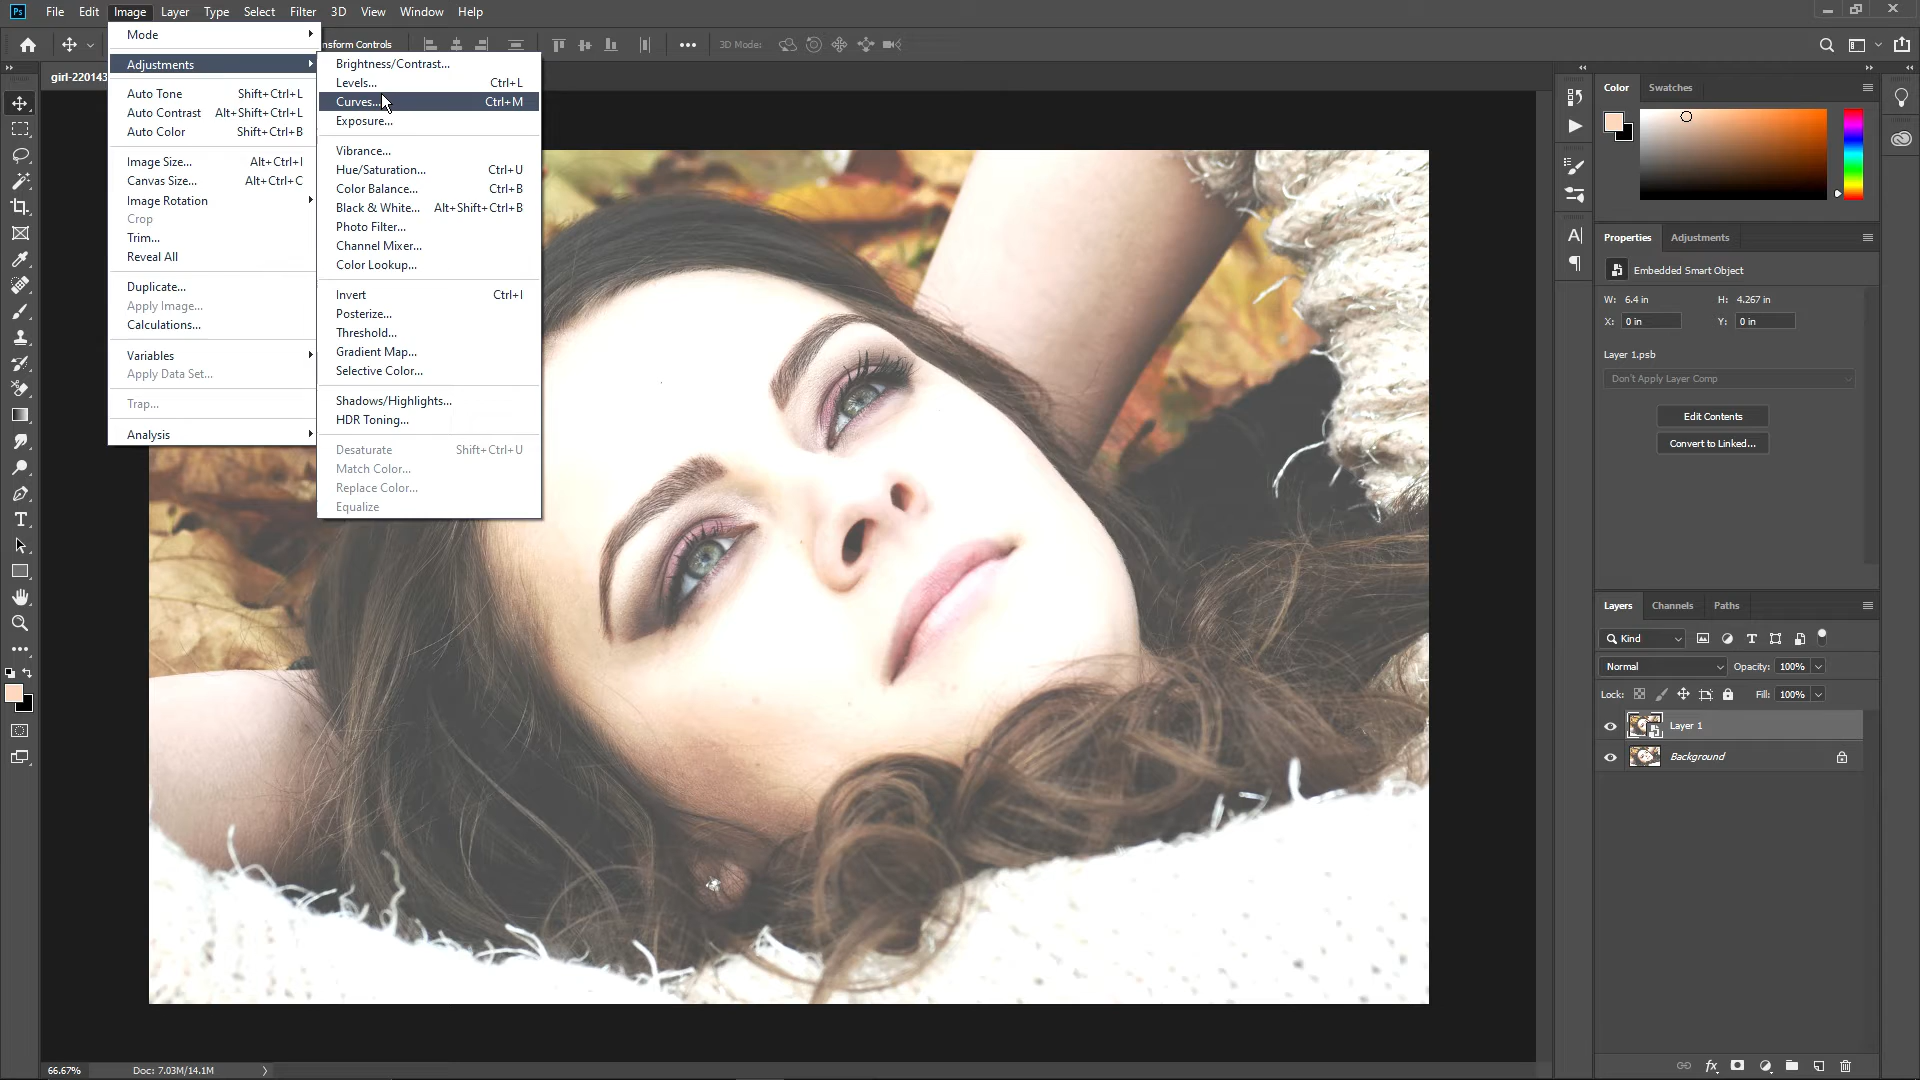 Ps File Edit Image Layer Type Select Filter 3D View Window Help
nsform Controls 3D Mode:
girl-220143
Mode
Adjustments
Auto Tone Shift+Ctrl+L
Auto Contrast Alt+Shift+Ctrl+L
Auto Color Shift+Ctrl+B
Image Size... Alt+Ctrl+I
Canvas Size... Alt+Ctrl+C
Image Rotation
Crop
Trim...
Reveal All
Duplicate...
Apply Image...
Calculations...
Variables
Apply Data Set...
Trap...
Analysis
Brightness/Contrast...
Levels... Ctrl+L
Curves... Ctrl+M
Exposure...
Vibrance...
Hue/Saturation... Ctrl+U
Color Balance... Ctrl+B
Black & White... Alt+Shift+Ctrl+B
Photo Filter...
Channel Mixer...
Color Lookup...
Invert Ctrl+I
Posterize...
Threshold...
Gradient Map...
Selective Color...
Shadows/Highlights...
HDR Toning...
Desaturate Shift+Ctrl+U
Match Color...
Replace Color...
Equalize
Color Swatches
Properties Adjustments
Embedded Smart Object
W: 6.4 in H: 4.267 in
X: 0 in Y: 0 in
Layer 1.psb
Don't Apply Layer Comp
Edit Contents
Convert to Linked...
Layers Channels Paths
Kind
Normal Opacity: 100%
Lock: Fill: 100%
Layer 1
Background
66.67% Doc: 7.03M/14.1M